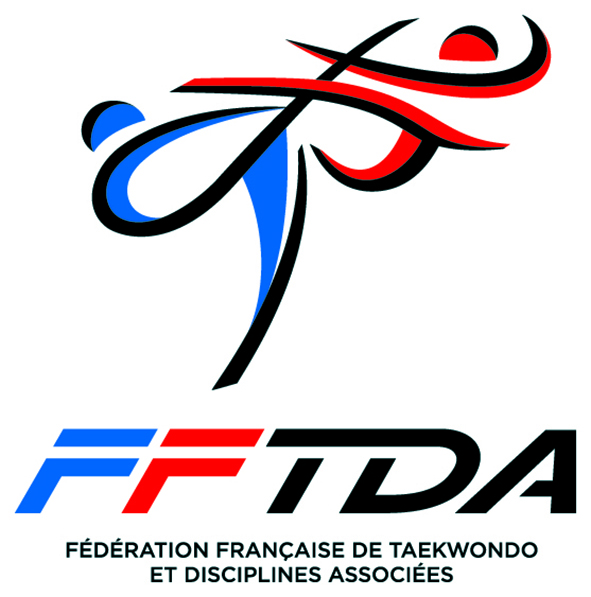 FFTDA
FÉDÉRATION FRANÇAISE DE TAEKWONDO
ET DISCIPLINES ASSOCIÉES